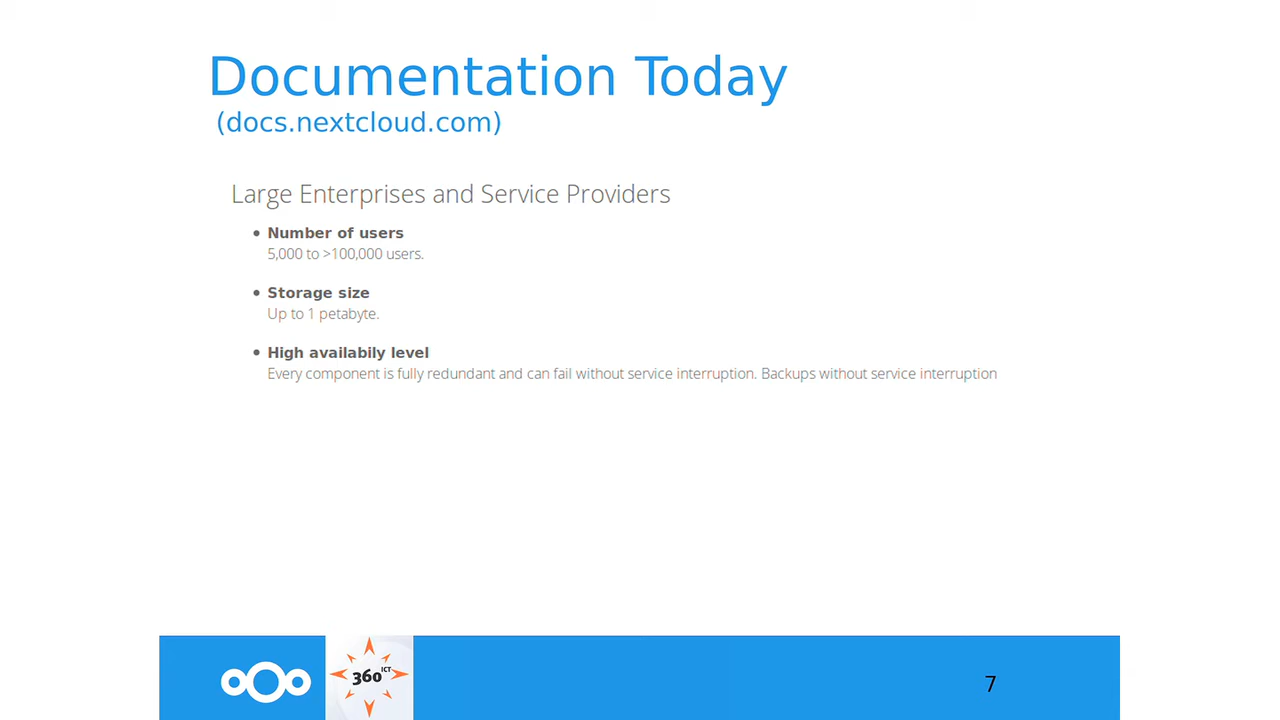 Documentation Today
(docs.nextcloud.com)
Large Enterprises and Service Providers
• Number of users
5,000 to >100,000 users.
• Storage size
Up to 1 petabyte.
• High availabily level
Every component is fully redundant and can fail without service interruption. Backups without service interruption
360 ICT
7